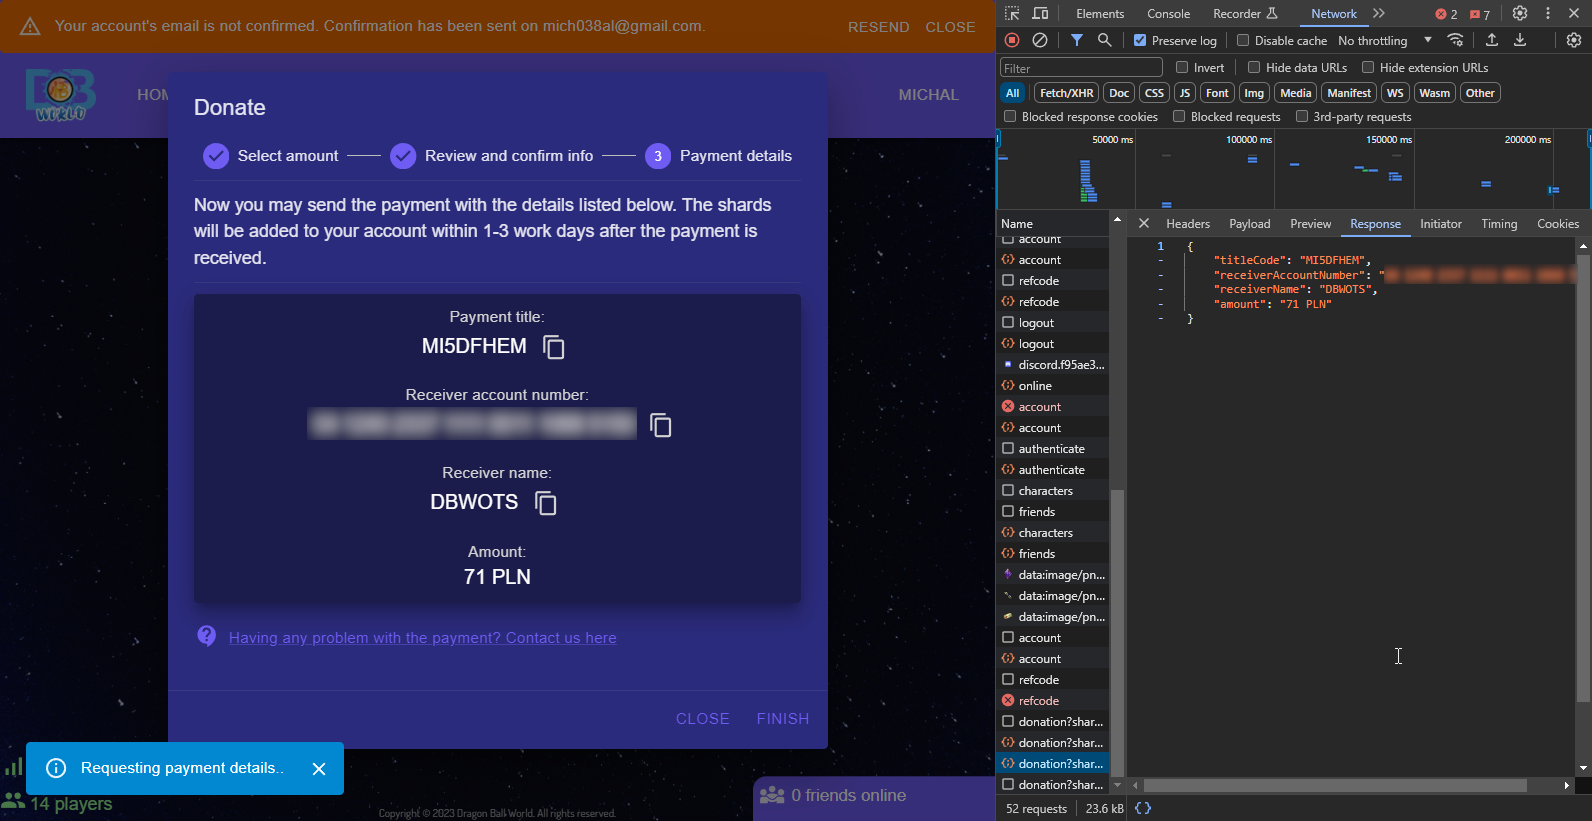 Your account's email is not confirmed. Confirmation has been sent on mich038al@gmail.com.
RESEND CLOSE
WORLD
HOM
MICHAL
Donate
Select amount
Review and confirm info
3 Payment details
Now you may send the payment with the details listed below. The shards
will be added to your account within 1-3 work days after the payment is
received.
Payment title:
MI5DFHEM
Receiver account number:
Receiver name:
DBWOTS
Amount:
71 PLN
Having any problem with the payment? Contact us here
CLOSE FINISH
Requesting payment details..
14 players
Copyright © 2023 Dragon Ball World. All rights reserved.
0 friends online
Elements Console Recorder Network 2 7
Preserve log Disable cache No throttling
Filter Invert Hide data URLs Hide extension URLs
All Fetch/XHR Doc CSS JS Font Img Media Manifest WS Wasm Other
Blocked response cookies Blocked requests 3rd-party requests
50000 ms 100000 ms 150000 ms 200000 ms
Name
account
account
refcode
refcode
logout
logout
discord.f95ae3...
online
account
account
authenticate
authenticate
characters
friends
characters
friends
data:image/pn...
data:image/pn...
data:image/pn...
account
account
refcode
refcode
donation?shar...
donation?shar...
donation?shar...
donation?shar...
52 requests 23.6 kB
Headers Payload Preview Response Initiator Timing Cookies
1 {
- "titleCode": "MI5DFHEM",
- "receiverAccountNumber": "
- "receiverName": "DBWOTS",
- "amount": "71 PLN"
- }